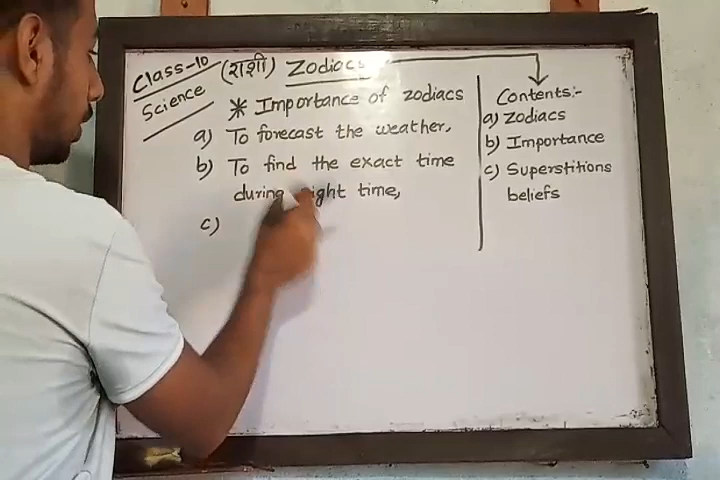 Class-10
Science
(राशी) Zodiacs
* Importance of zodiacs
a) To forecast the weather,
b) To find the exact time
during night time,
c)
Contents:-
a) Zodiacs
b) Importance
c) Superstitions
beliefs